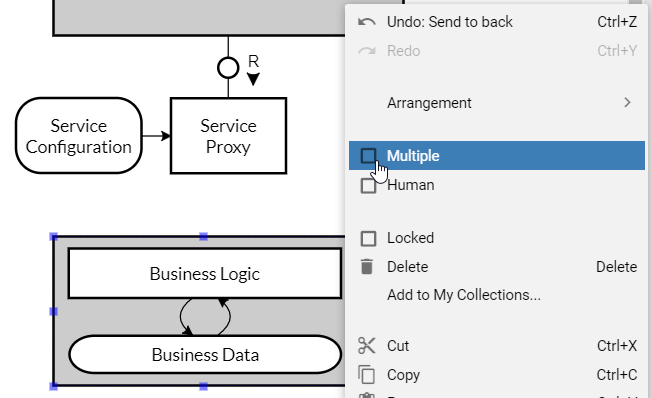 Undo: Send to back Ctrl+Z
Redo Ctrl+Y
R
Arrangement
Service
Configuration
Service
Proxy
Multiple
Human
Locked
Delete Delete
Add to My Collections...
Business Logic
Business Data
Cut Ctrl+X
Copy Ctrl+C